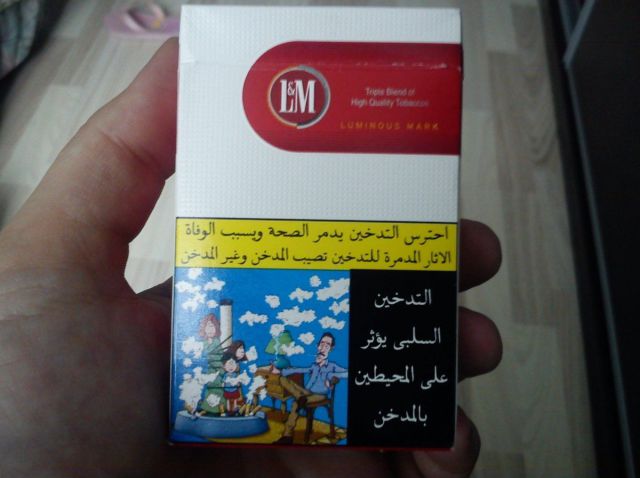 L&M
Triple Blend of
High Quality Tobaccos
LUMINOUS MARK
احترس التدخين يدمر الصحة ويسبب الوفاة
الاثار المدمرة للتدخين تصيب المدخن وغير المدخن
التدخين
السلبى يؤثر
على المحيطين
بالمدخن